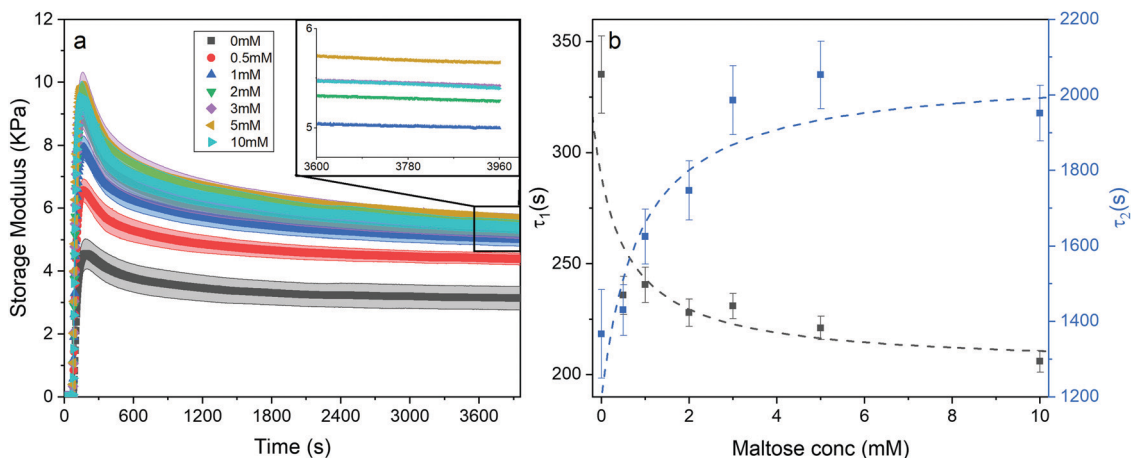 a
12
10
8
6
4
2
0
Storage Modulus (KPa)
0 600 1200 1800 2400 3000 3600
Time (s)
0mM
0.5mM
1mM
2mM
3mM
5mM
10mM
6
5
3600 3780 3960
b
350
300
250
200
τ1(s)
0 2 4 6 8 10
Maltose conc (mM)
2200
2000
1800
1600
1400
1200
τ2(s)